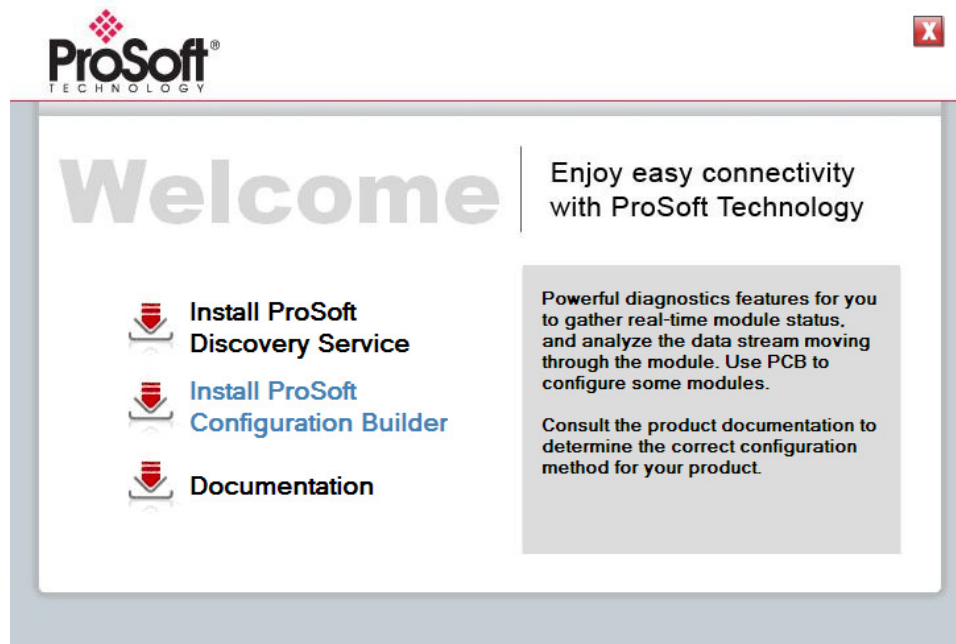 ProSoft®
TECHNOLOGY
X
Welcome
Enjoy easy connectivity
with ProSoft Technology
Install ProSoft
Discovery Service
Install ProSoft
Configuration Builder
Documentation
Powerful diagnostics features for you
to gather real-time module status,
and analyze the data stream moving
through the module. Use PCB to
configure some modules.
Consult the product documentation to
determine the correct configuration
method for your product.